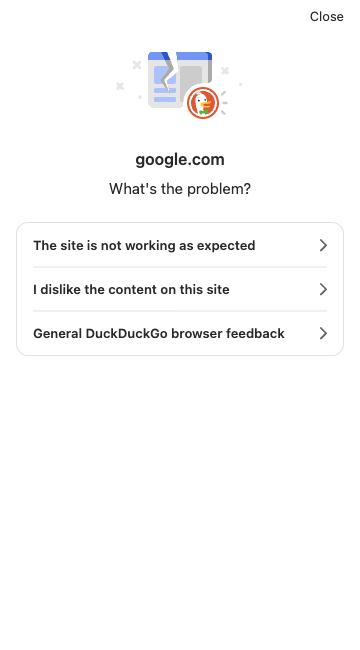 Close
google.com
What's the problem?
The site is not working as expected
I dislike the content on this site
General DuckDuckGo browser feedback